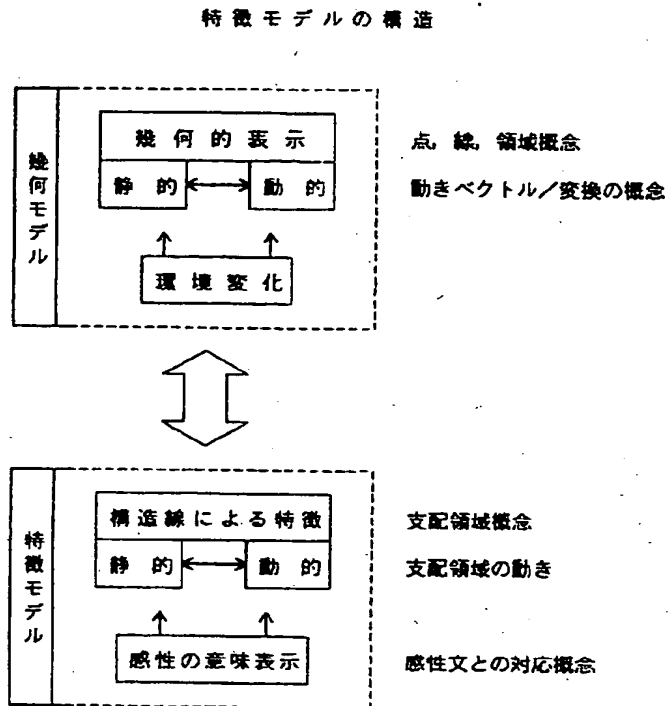 特徴モデルの構造
幾何モデル
幾何的表示
静的
動的
環境変化
点, 線, 領域概念
動きベクトル／変換の概念
特徴モデル
構造線による特徴
静的
動的
感性の意味表示
支配領域概念
支配領域の動き
感性文との対応概念